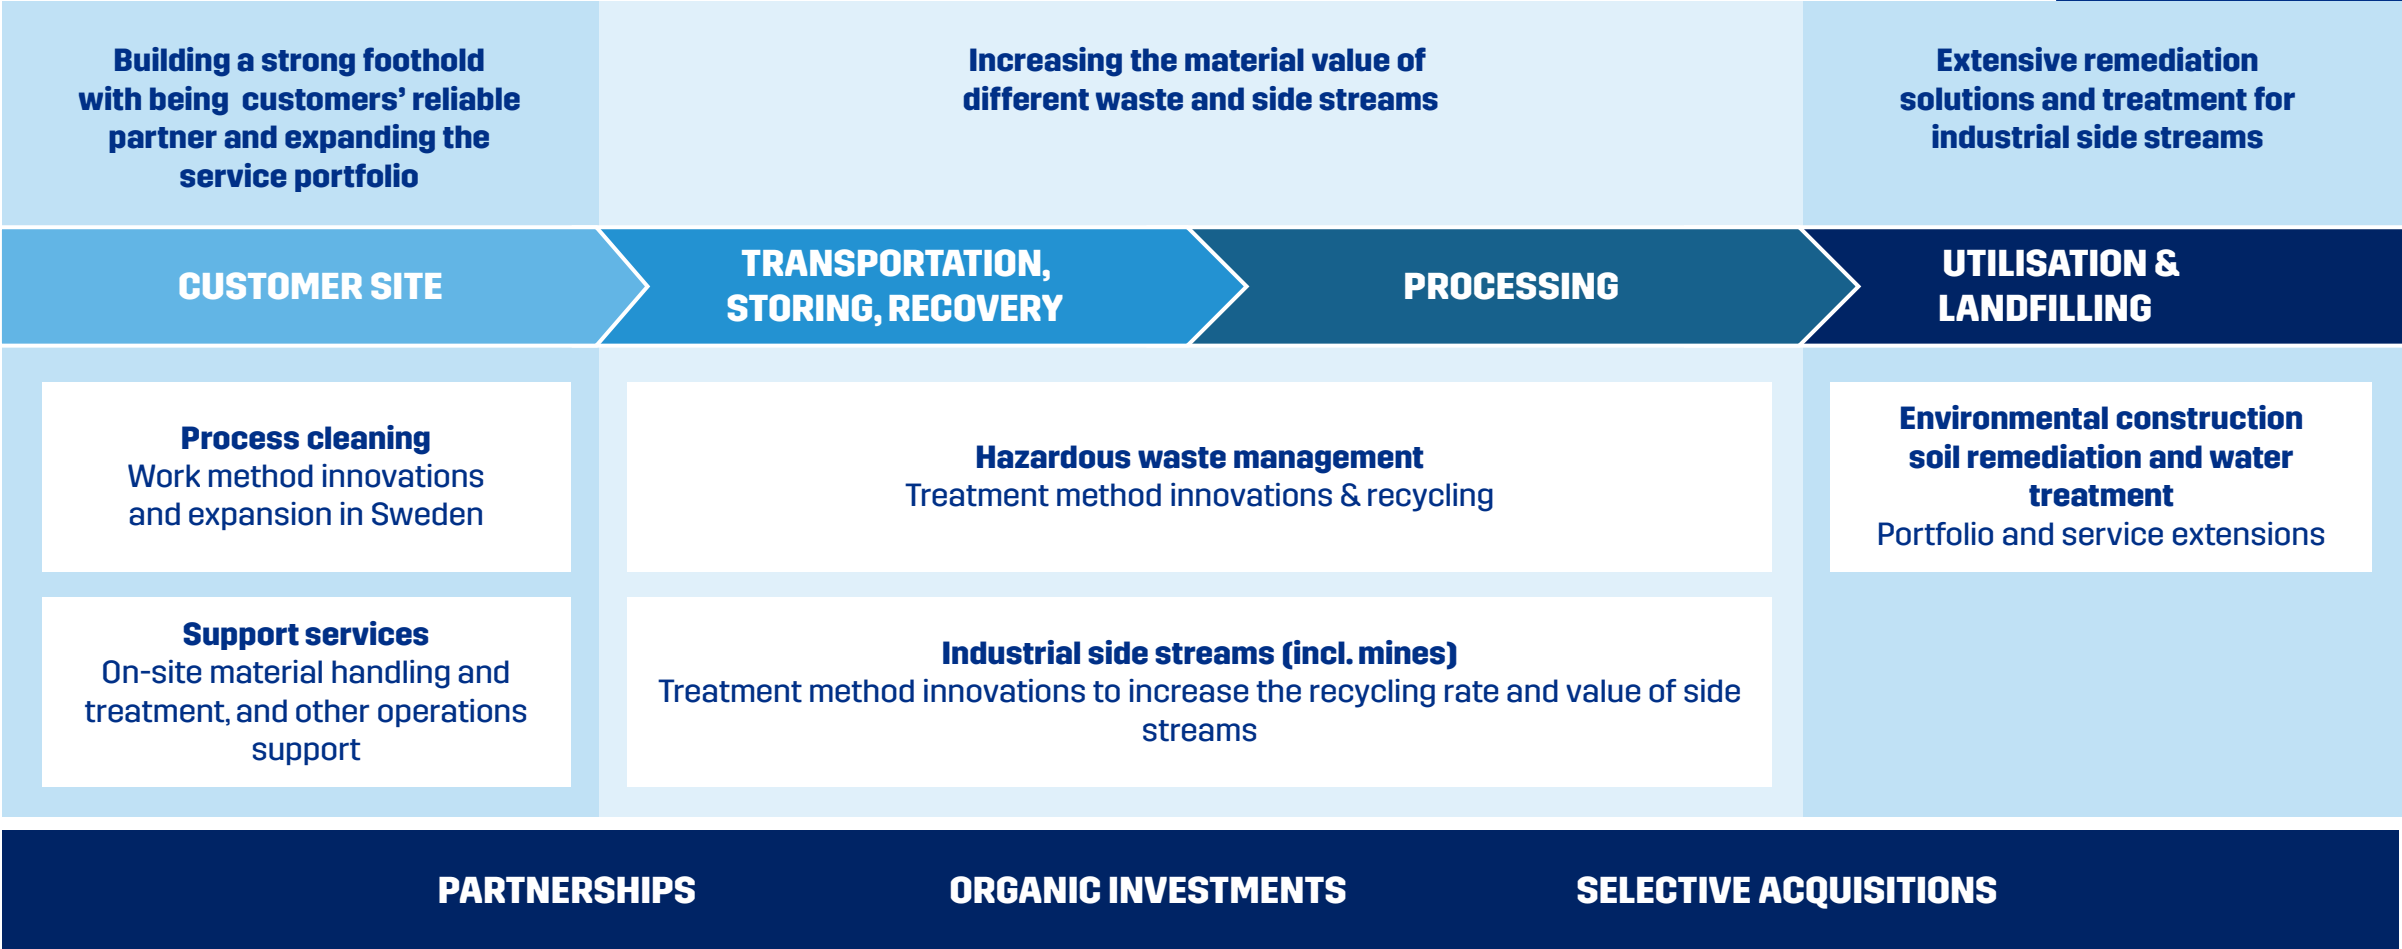 Building a strong foothold
with being customers’ reliable
partner and expanding the
service portfolio
Increasing the material value of
different waste and side streams
Extensive remediation
solutions and treatment for
industrial side streams
CUSTOMER SITE
TRANSPORTATION,
STORING, RECOVERY
PROCESSING
UTILISATION &
LANDFILLING
Process cleaning
Work method innovations
and expansion in Sweden
Support services
On-site material handling and
treatment, and other operations
support
Hazardous waste management
Treatment method innovations & recycling
Industrial side streams (incl. mines)
Treatment method innovations to increase the recycling rate and value of side
streams
Environmental construction
soil remediation and water
treatment
Portfolio and service extensions
PARTNERSHIPS
ORGANIC INVESTMENTS
SELECTIVE ACQUISITIONS